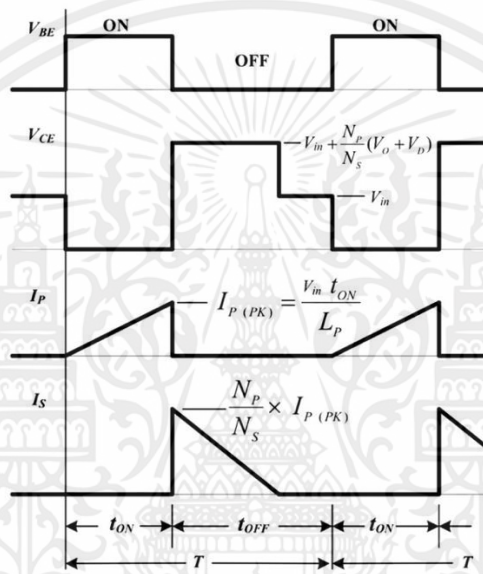 V_BE ON OFF ON
V_CE
V_in + N_P/N_S (V_O + V_D)
V_in
I_P
I_P (PK) = V_in t_ON / L_P
I_S
N_P/N_S × I_P (PK)
t_ON t_OFF t_ON
T T